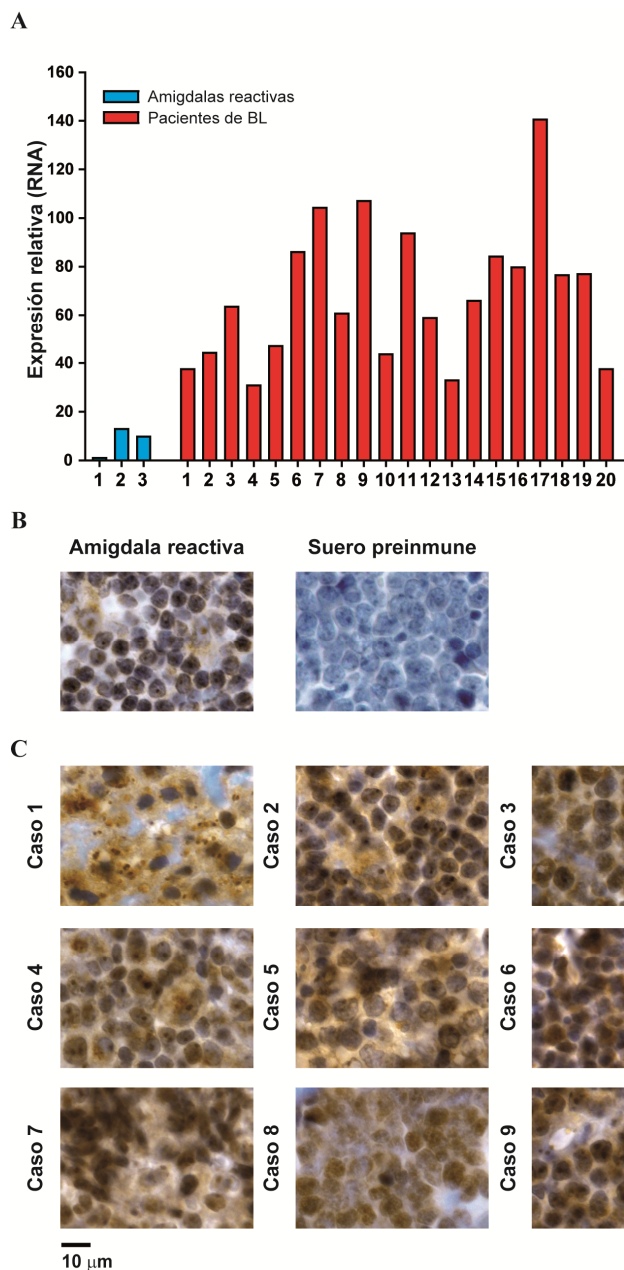 A
Expresión relativa (RNA)
160
140
120
100
80
60
40
20
0
Amigdalas reactivas
Pacientes de BL
1 2 3 1 2 3 4 5 6 7 8 9 10 11 12 13 14 15 16 17 18 19 20
B
Amigdala reactiva Suero preinmune
C
Caso 1 Caso 2 Caso 3
Caso 4 Caso 5 Caso 6
Caso 7 Caso 8 Caso 9
10 μm